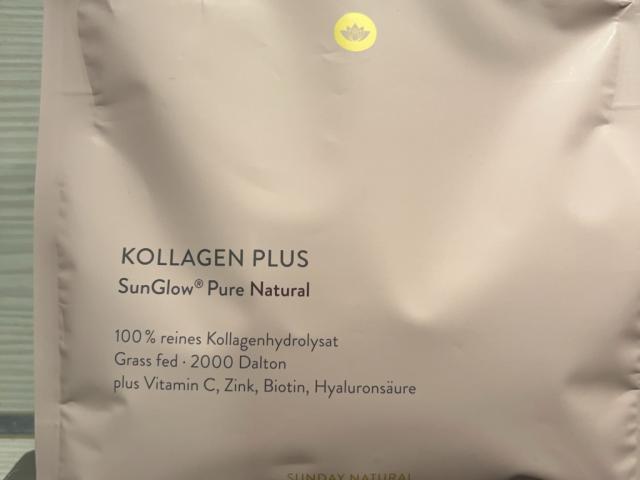 KOLLAGEN PLUS
SunGlow® Pure Natural
100 % reines Kollagenhydrolysat
Grass fed · 2000 Dalton
plus Vitamin C, Zink, Biotin, Hyaluronsäure
SUNDAY NATURAL